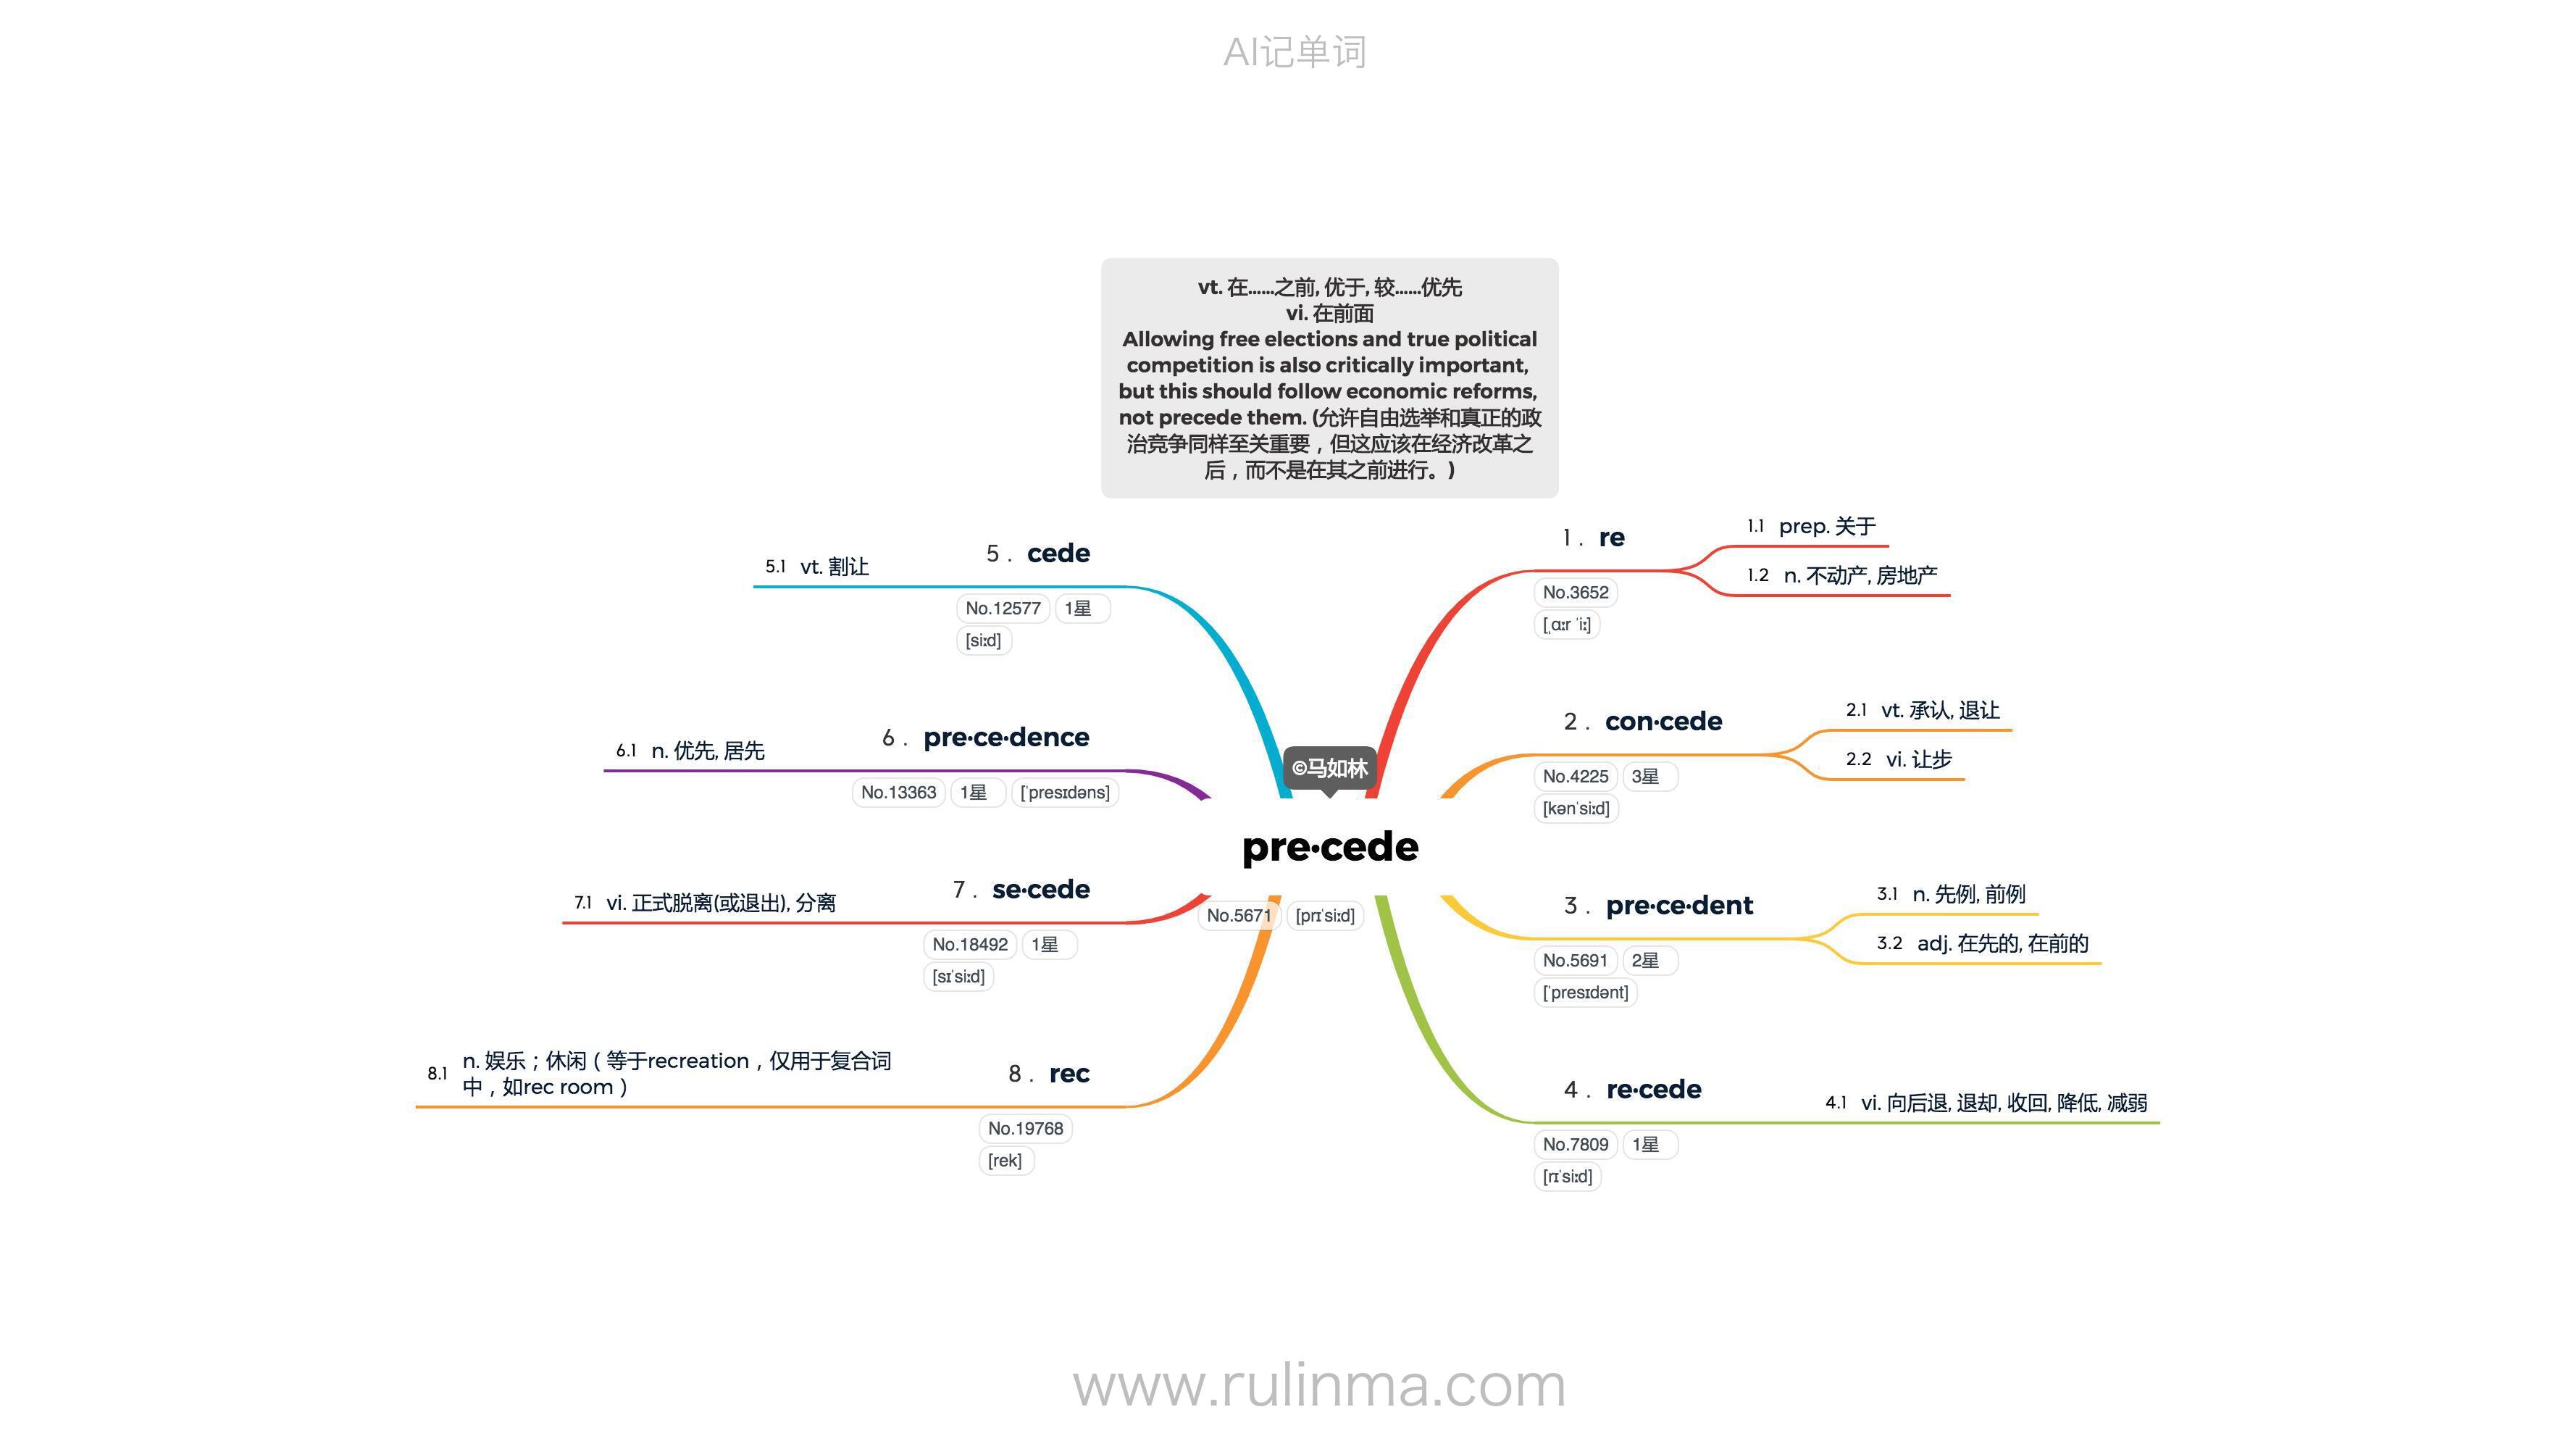 AI记单词
vt. 在......之前, 优于, 较......优先
vi. 在前面
Allowing free elections and true political
competition is also critically important,
but this should follow economic reforms,
not precede them. (允许自由选举和真正的政
治竞争同样至关重要，但这应该在经济改革之
后，而不是在其之前进行。)
©马如林
pre·cede
No.5671 [prɪˈsiːd]
1. re
No.3652
[ˌɑːr ˈiː]
1.1 prep. 关于
1.2 n. 不动产, 房地产
2. con·cede
No.4225 3星
[kənˈsiːd]
2.1 vt. 承认, 退让
2.2 vi. 让步
3. pre·ce·dent
No.5691 2星
[ˈpresɪdənt]
3.1 n. 先例, 前例
3.2 adj. 在先的, 在前的
4. re·cede
No.7809 1星
[rɪˈsiːd]
4.1 vi. 向后退, 退却, 收回, 降低, 减弱
5. cede
No.12577 1星
[siːd]
5.1 vt. 割让
6. pre·ce·dence
No.13363 1星 [ˈpresɪdəns]
6.1 n. 优先, 居先
7. se·cede
No.18492 1星
[sɪˈsiːd]
7.1 vi. 正式脱离(或退出), 分离
8. rec
No.19768
[rek]
8.1 n. 娱乐；休闲（等于recreation，仅用于复合词
中，如rec room）
www.rulinma.com